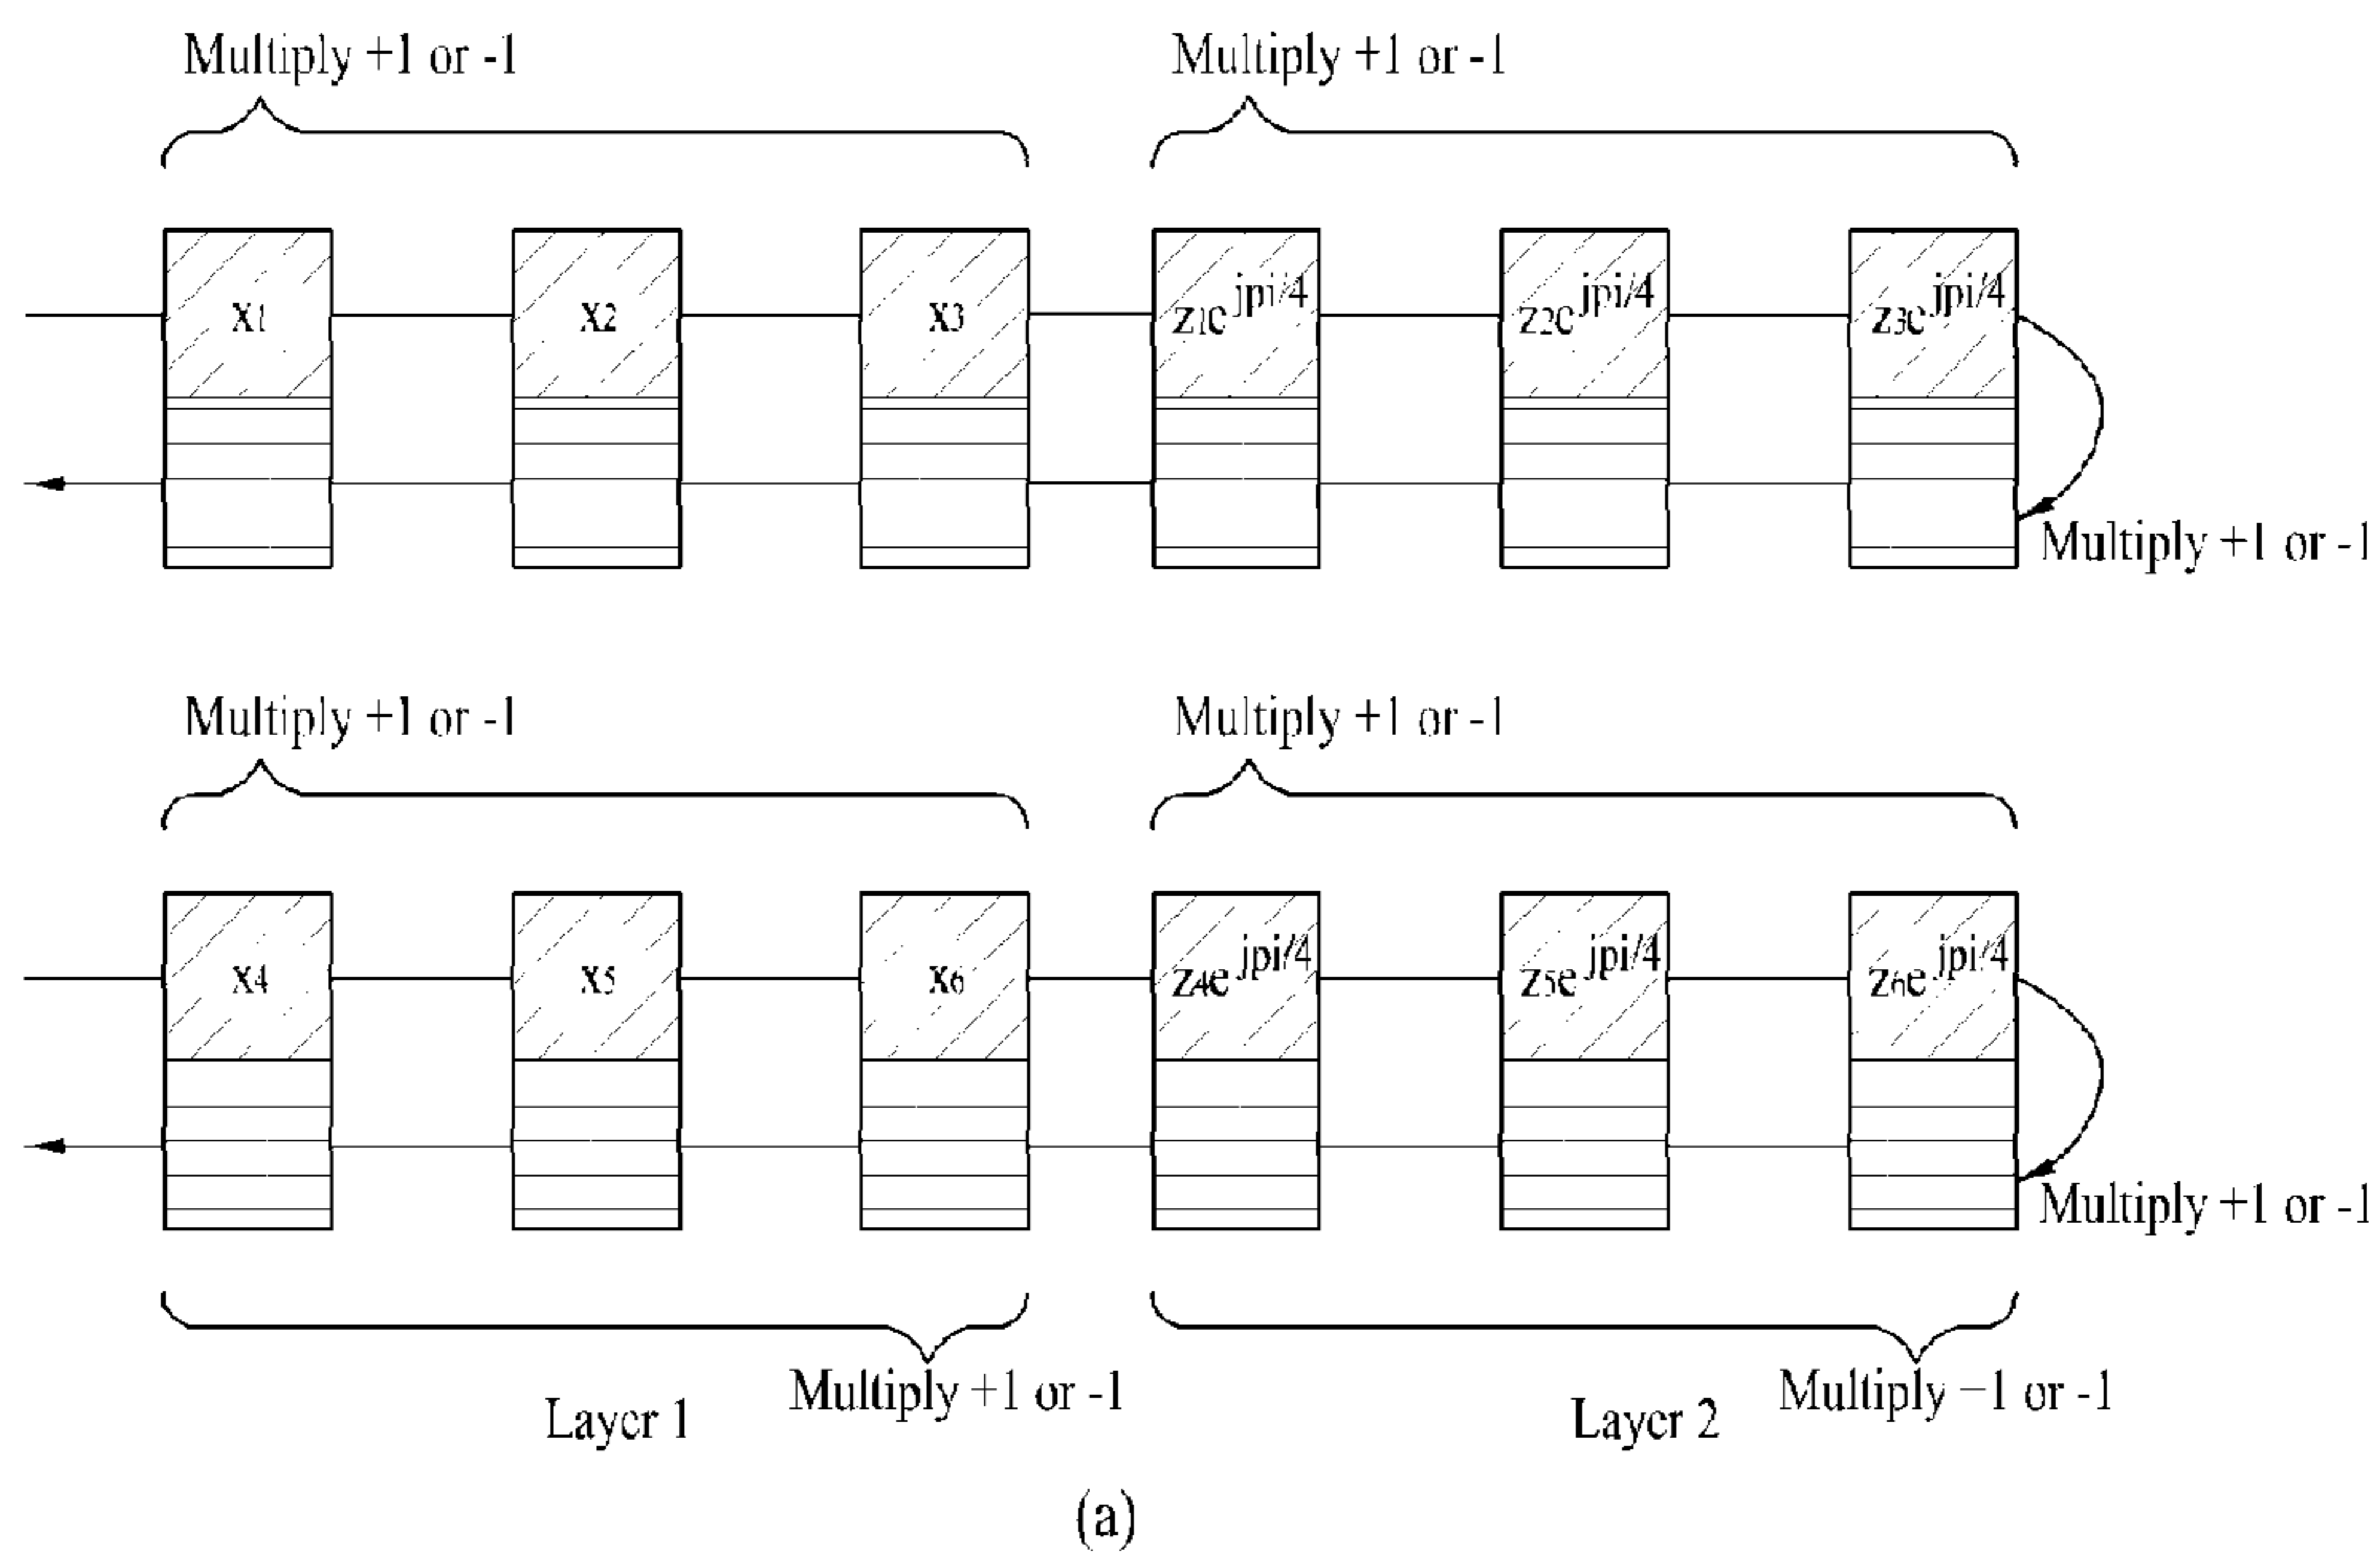 Multiply +1 or -1 Multiply +1 or -1
x1 x2 x3 z1e jpi/4 z2e jpi/4 z3e jpi/4
Multiply +1 or -1
Multiply +1 or -1 Multiply +1 or -1
x4 x5 x6 z4e jpi/4 z5e jpi/4 z6e jpi/4
Multiply +1 or -1
Multiply +1 or -1 Multiply −1 or -1
Layer 1 Layer 2
(a)